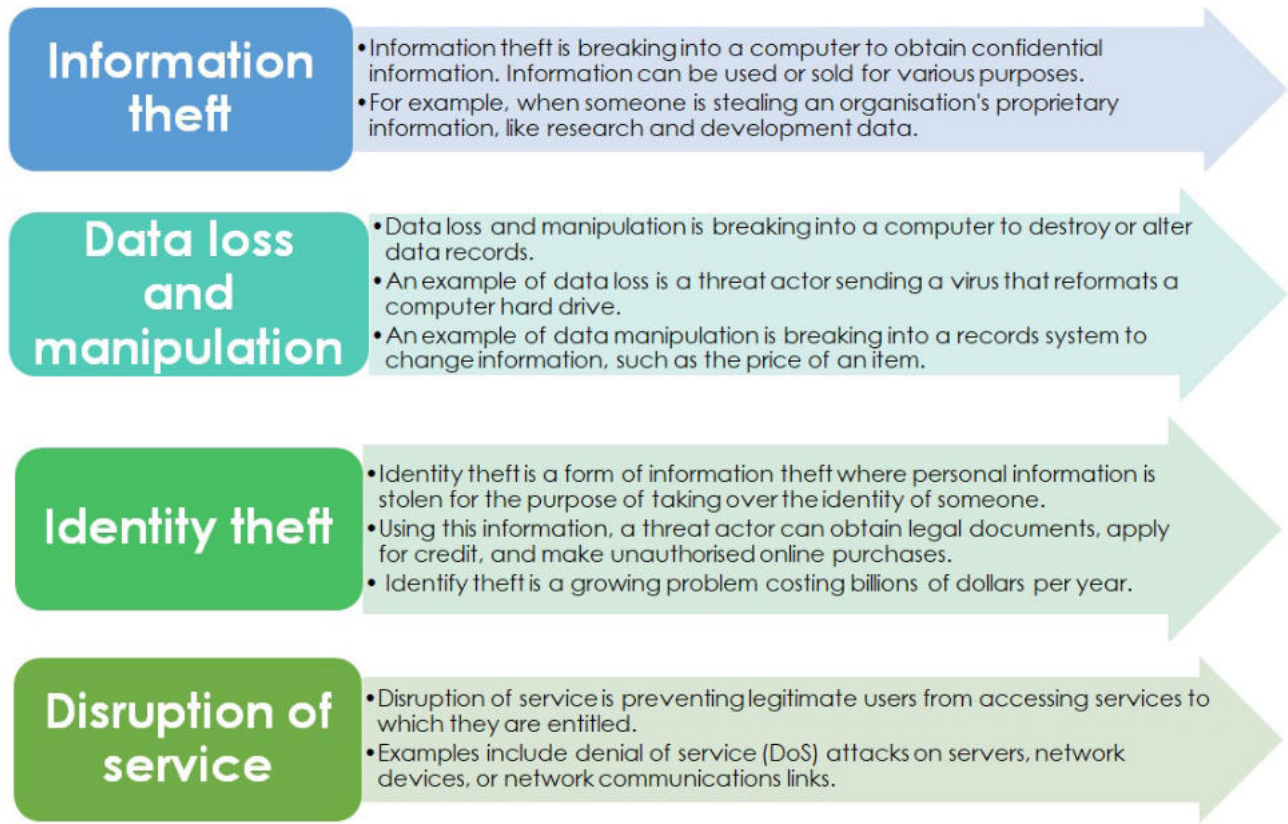 Information
theft
•Information theft is breaking into a computer to obtain confidential
information. Information can be used or sold for various purposes.
•For example, when someone is stealing an organisation's proprietary
information, like research and development data.
Data loss
and
manipulation
•Data loss and manipulation is breaking into a computer to destroy or alter
data records.
•An example of data loss is a threat actor sending a virus that reformats a
computer hard drive.
•An example of data manipulation is breaking into a records system to
change information, such as the price of an item.
Identity theft
•Identity theft is a form of information theft where personal information is
stolen for the purpose of taking over the identity of someone.
•Using this information, a threat actor can obtain legal documents, apply
for credit, and make unauthorised online purchases.
• Identify theft is a growing problem costing billions of dollars per year.
Disruption of
service
•Disruption of service is preventing legitimate users from accessing services to
which they are entitled.
•Examples include denial of service (DoS) attacks on servers, network
devices, or network communications links.